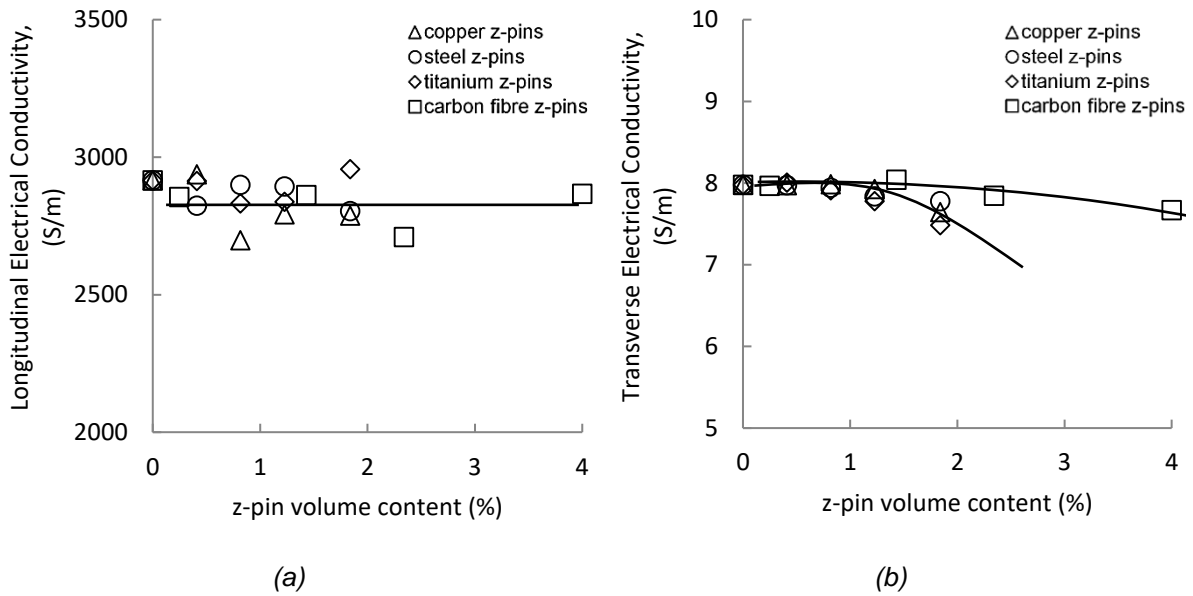 Longitudinal Electrical Conductivity,
(S/m)
3500
3000
2500
2000
copper z-pins
steel z-pins
titanium z-pins
carbon fibre z-pins
0 1 2 3 4
z-pin volume content (%)
(a)
Transverse Electrical Conductivity,
(S/m)
10
9
8
7
6
5
copper z-pins
steel z-pins
titanium z-pins
carbon fibre z-pins
0 1 2 3 4
z-pin volume content (%)
(b)